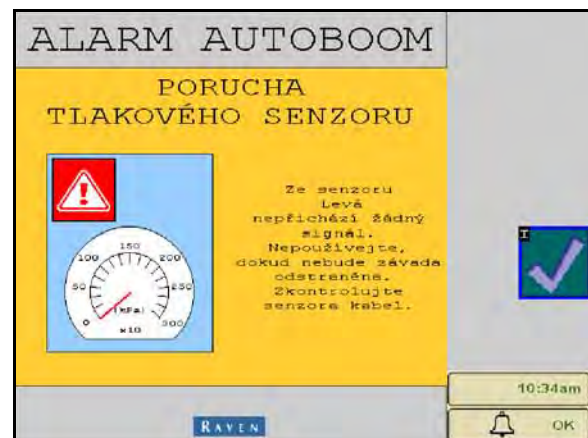 ALARM AUTOBOOM
PORUCHA
TLAKOVÉHO SENZORU
Ze senzoru
Levá
nepřichází žádný
signál.
Nepoužívejte,
dokud nebude závada
odstraněna.
Zkontrolujte
senzora kabel.
150
100 200
50 250
(kPa)
0 300
x10
I
10:34am
RAVEN
OK